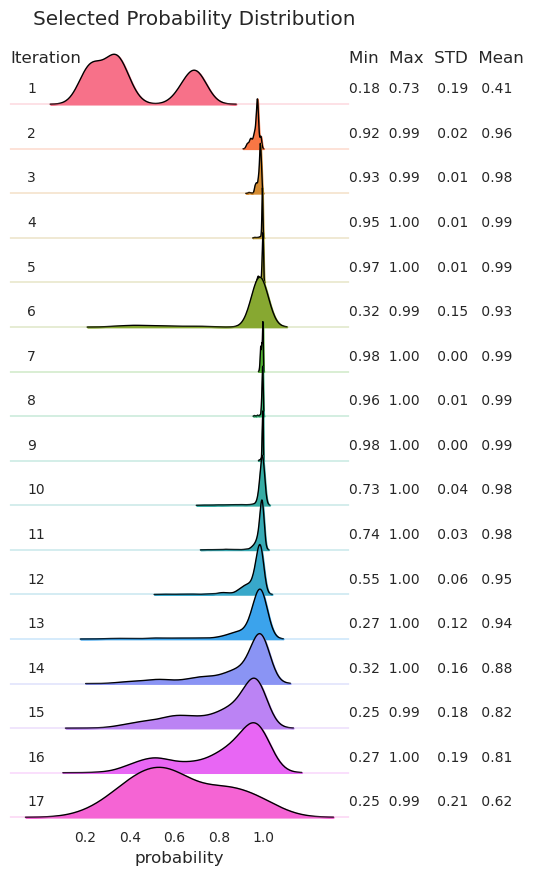 Selected Probability Distribution
Iteration Min Max STD Mean
1 0.18 0.73 0.19 0.41
2 0.92 0.99 0.02 0.96
3 0.93 0.99 0.01 0.98
4 0.95 1.00 0.01 0.99
5 0.97 1.00 0.01 0.99
6 0.32 0.99 0.15 0.93
7 0.98 1.00 0.00 0.99
8 0.96 1.00 0.01 0.99
9 0.98 1.00 0.00 0.99
10 0.73 1.00 0.04 0.98
11 0.74 1.00 0.03 0.98
12 0.55 1.00 0.06 0.95
13 0.27 1.00 0.12 0.94
14 0.32 1.00 0.16 0.88
15 0.25 0.99 0.18 0.82
16 0.27 1.00 0.19 0.81
17 0.25 0.99 0.21 0.62
0.2 0.4 0.6 0.8 1.0
probability